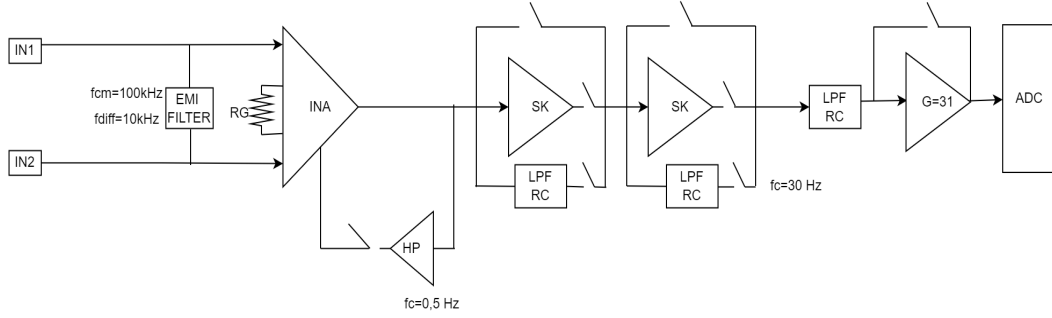 IN1
fcm=100kHz
fdiff=10kHz
EMI
FILTER
IN2
RG
INA
HP
fc=0,5 Hz
SK
LPF
RC
SK
LPF
RC
fc=30 Hz
LPF
RC
G=31
ADC